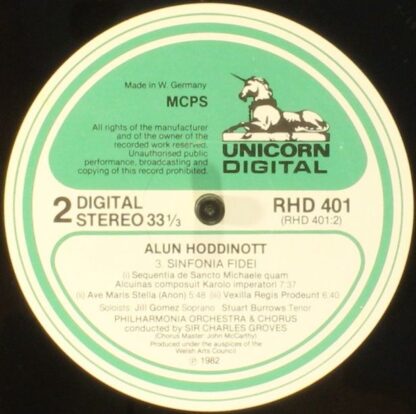 Made in W. Germany
MCPS
All rights of the manufacturer
and of the owner of the
recorded work reserved.
Unauthorised public
performance, broadcasting and
copying of this record prohibited.
UNICORN
DIGITAL
2 DIGITAL
STEREO 33 1/3
RHD 401
(RHD 401:2)
ALUN HODDINOTT
3. SINFONIA FIDEI
(i) Sequentia de Sancto Michaele quam
Alcuinas composuit Karolo imperatori) 7:37
(ii) Ave Maris Stella (Anon) 5:48 (iii) Vexilla Regis Prodeunt 6:40
Soloists: Jill Gomez Soprano Stuart Burrows Tenor
PHILHARMONIA ORCHESTRA & CHORUS
conducted by SIR CHARLES GROVES
(Chorus Master: John McCarthy)
Produced under the auspices of the
Welsh Arts Council
℗ 1982